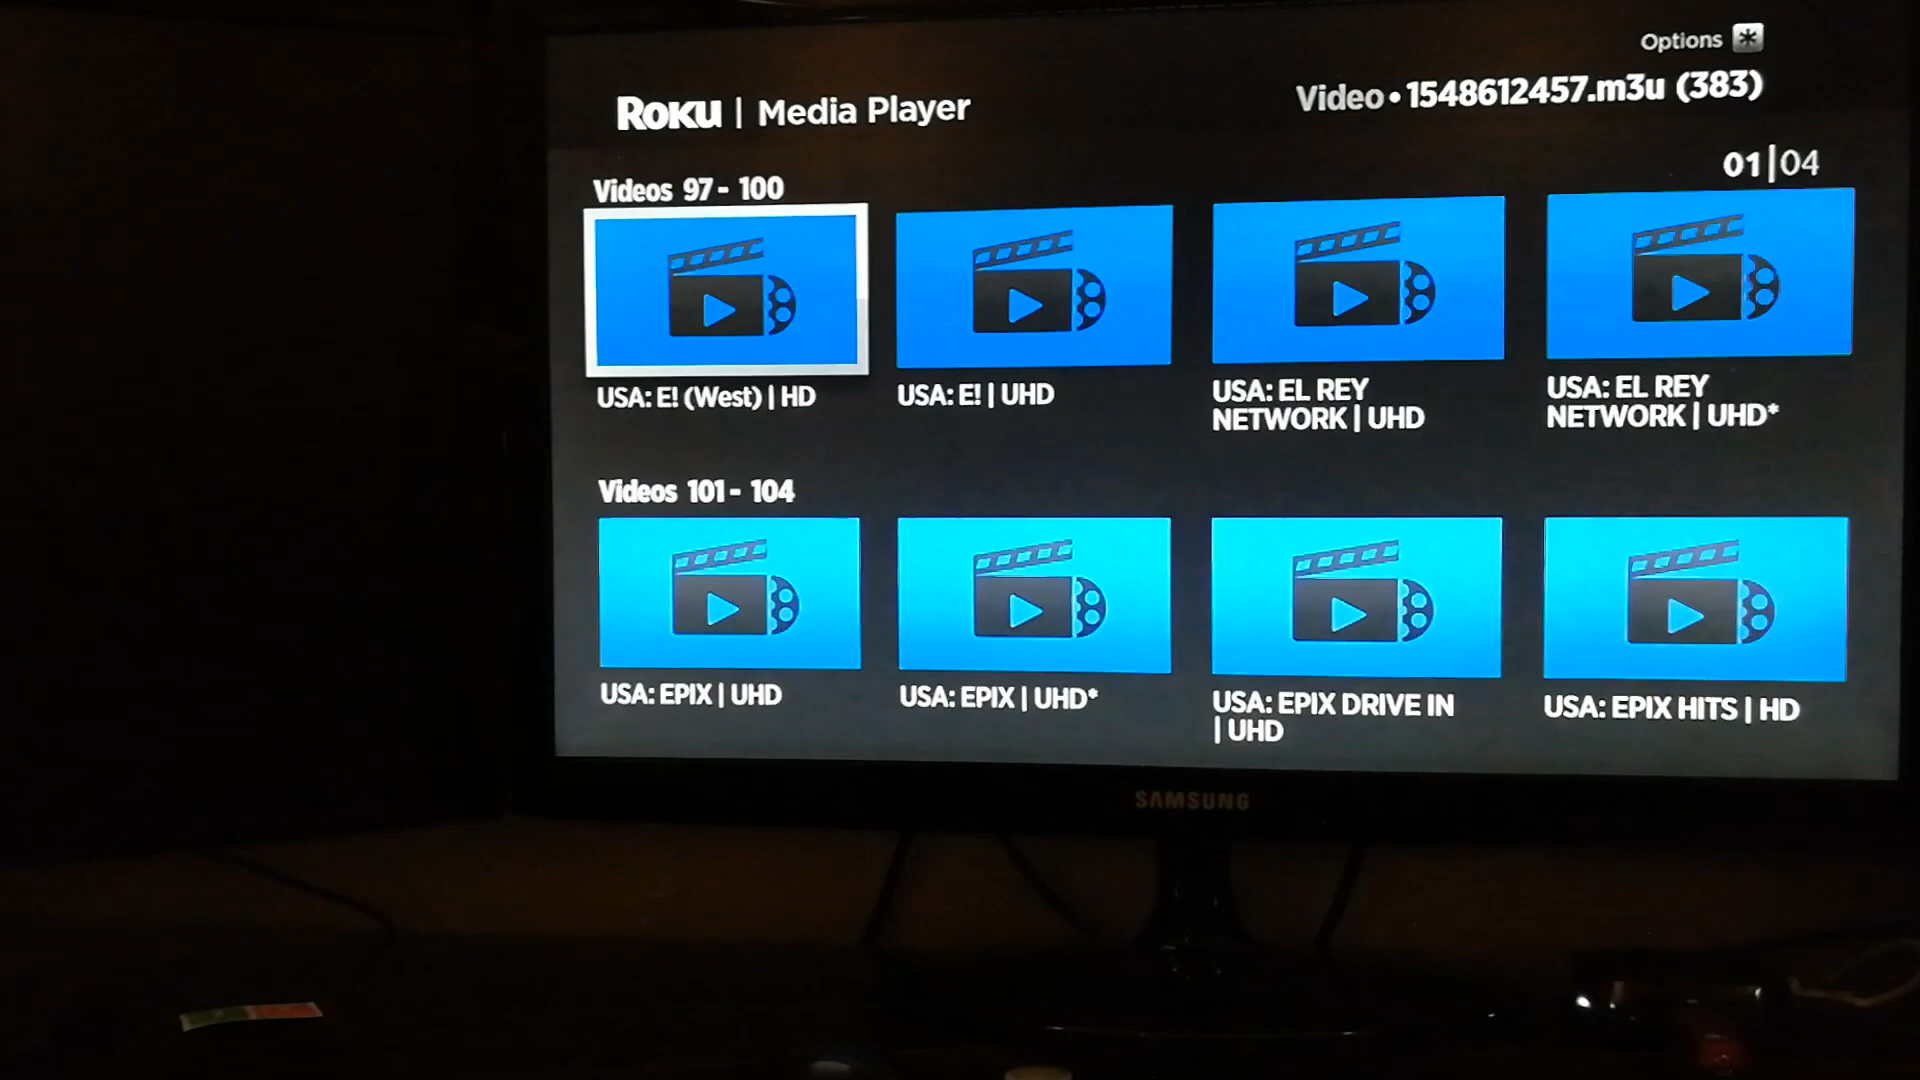 Options *
ROKU | Media Player
Video • 1548612457.m3u (383)
01|04
Videos 97 - 100
USA: E! (West) | HD
USA: E! | UHD
USA: EL REY
NETWORK | UHD
USA: EL REY
NETWORK | UHD*
Videos 101 - 104
USA: EPIX | UHD
USA: EPIX | UHD*
USA: EPIX DRIVE IN
| UHD
USA: EPIX HITS | HD
SAMSUNG